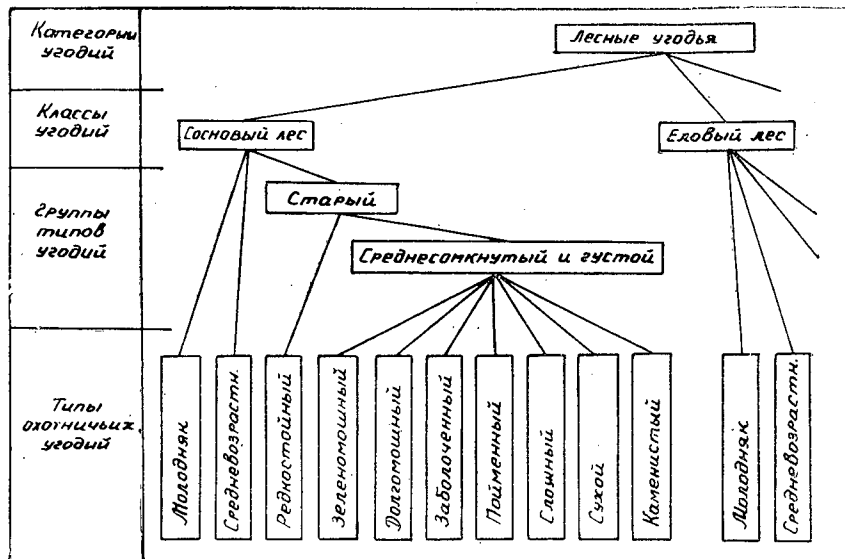 Категории
угодий
Лесные угодья
Классы
угодий
Сосновый лес
Еловый лес
Группы
типов
угодий
Старый
Среднесомкнутый и густой
Типы
охотничьих
угодий
Молодняк
Средневозрастн.
Редкостойный
Зеленомошный
Долгомошный
Заболоченный
Пойменный
Сложный
Сухой
Каменистый
Молодняк
Средневозрастн.